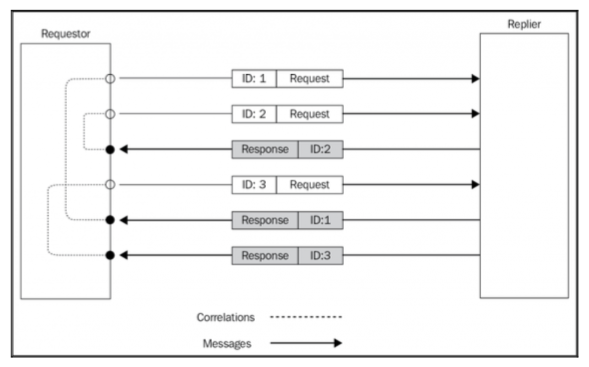 Requestor
Replier
ID: 1 Request
ID: 2 Request
Response ID:2
ID: 3 Request
Response ID:1
Response ID:3
Correlations
Messages